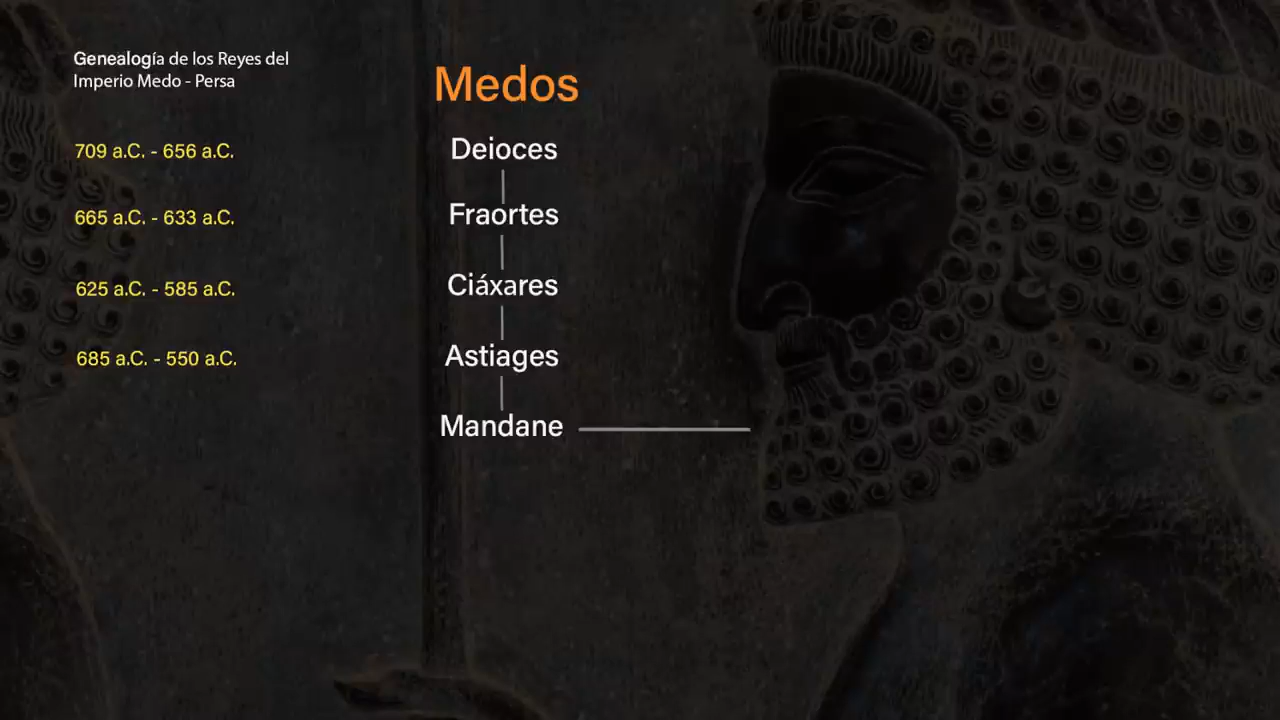 Genealogía de los Reyes del
Imperio Medo - Persa
Medos
709 a.C. - 656 a.C.
Deioces
665 a.C. - 633 a.C.
Fraortes
625 a.C. - 585 a.C.
Ciáxares
685 a.C. - 550 a.C.
Astiages
Mandane